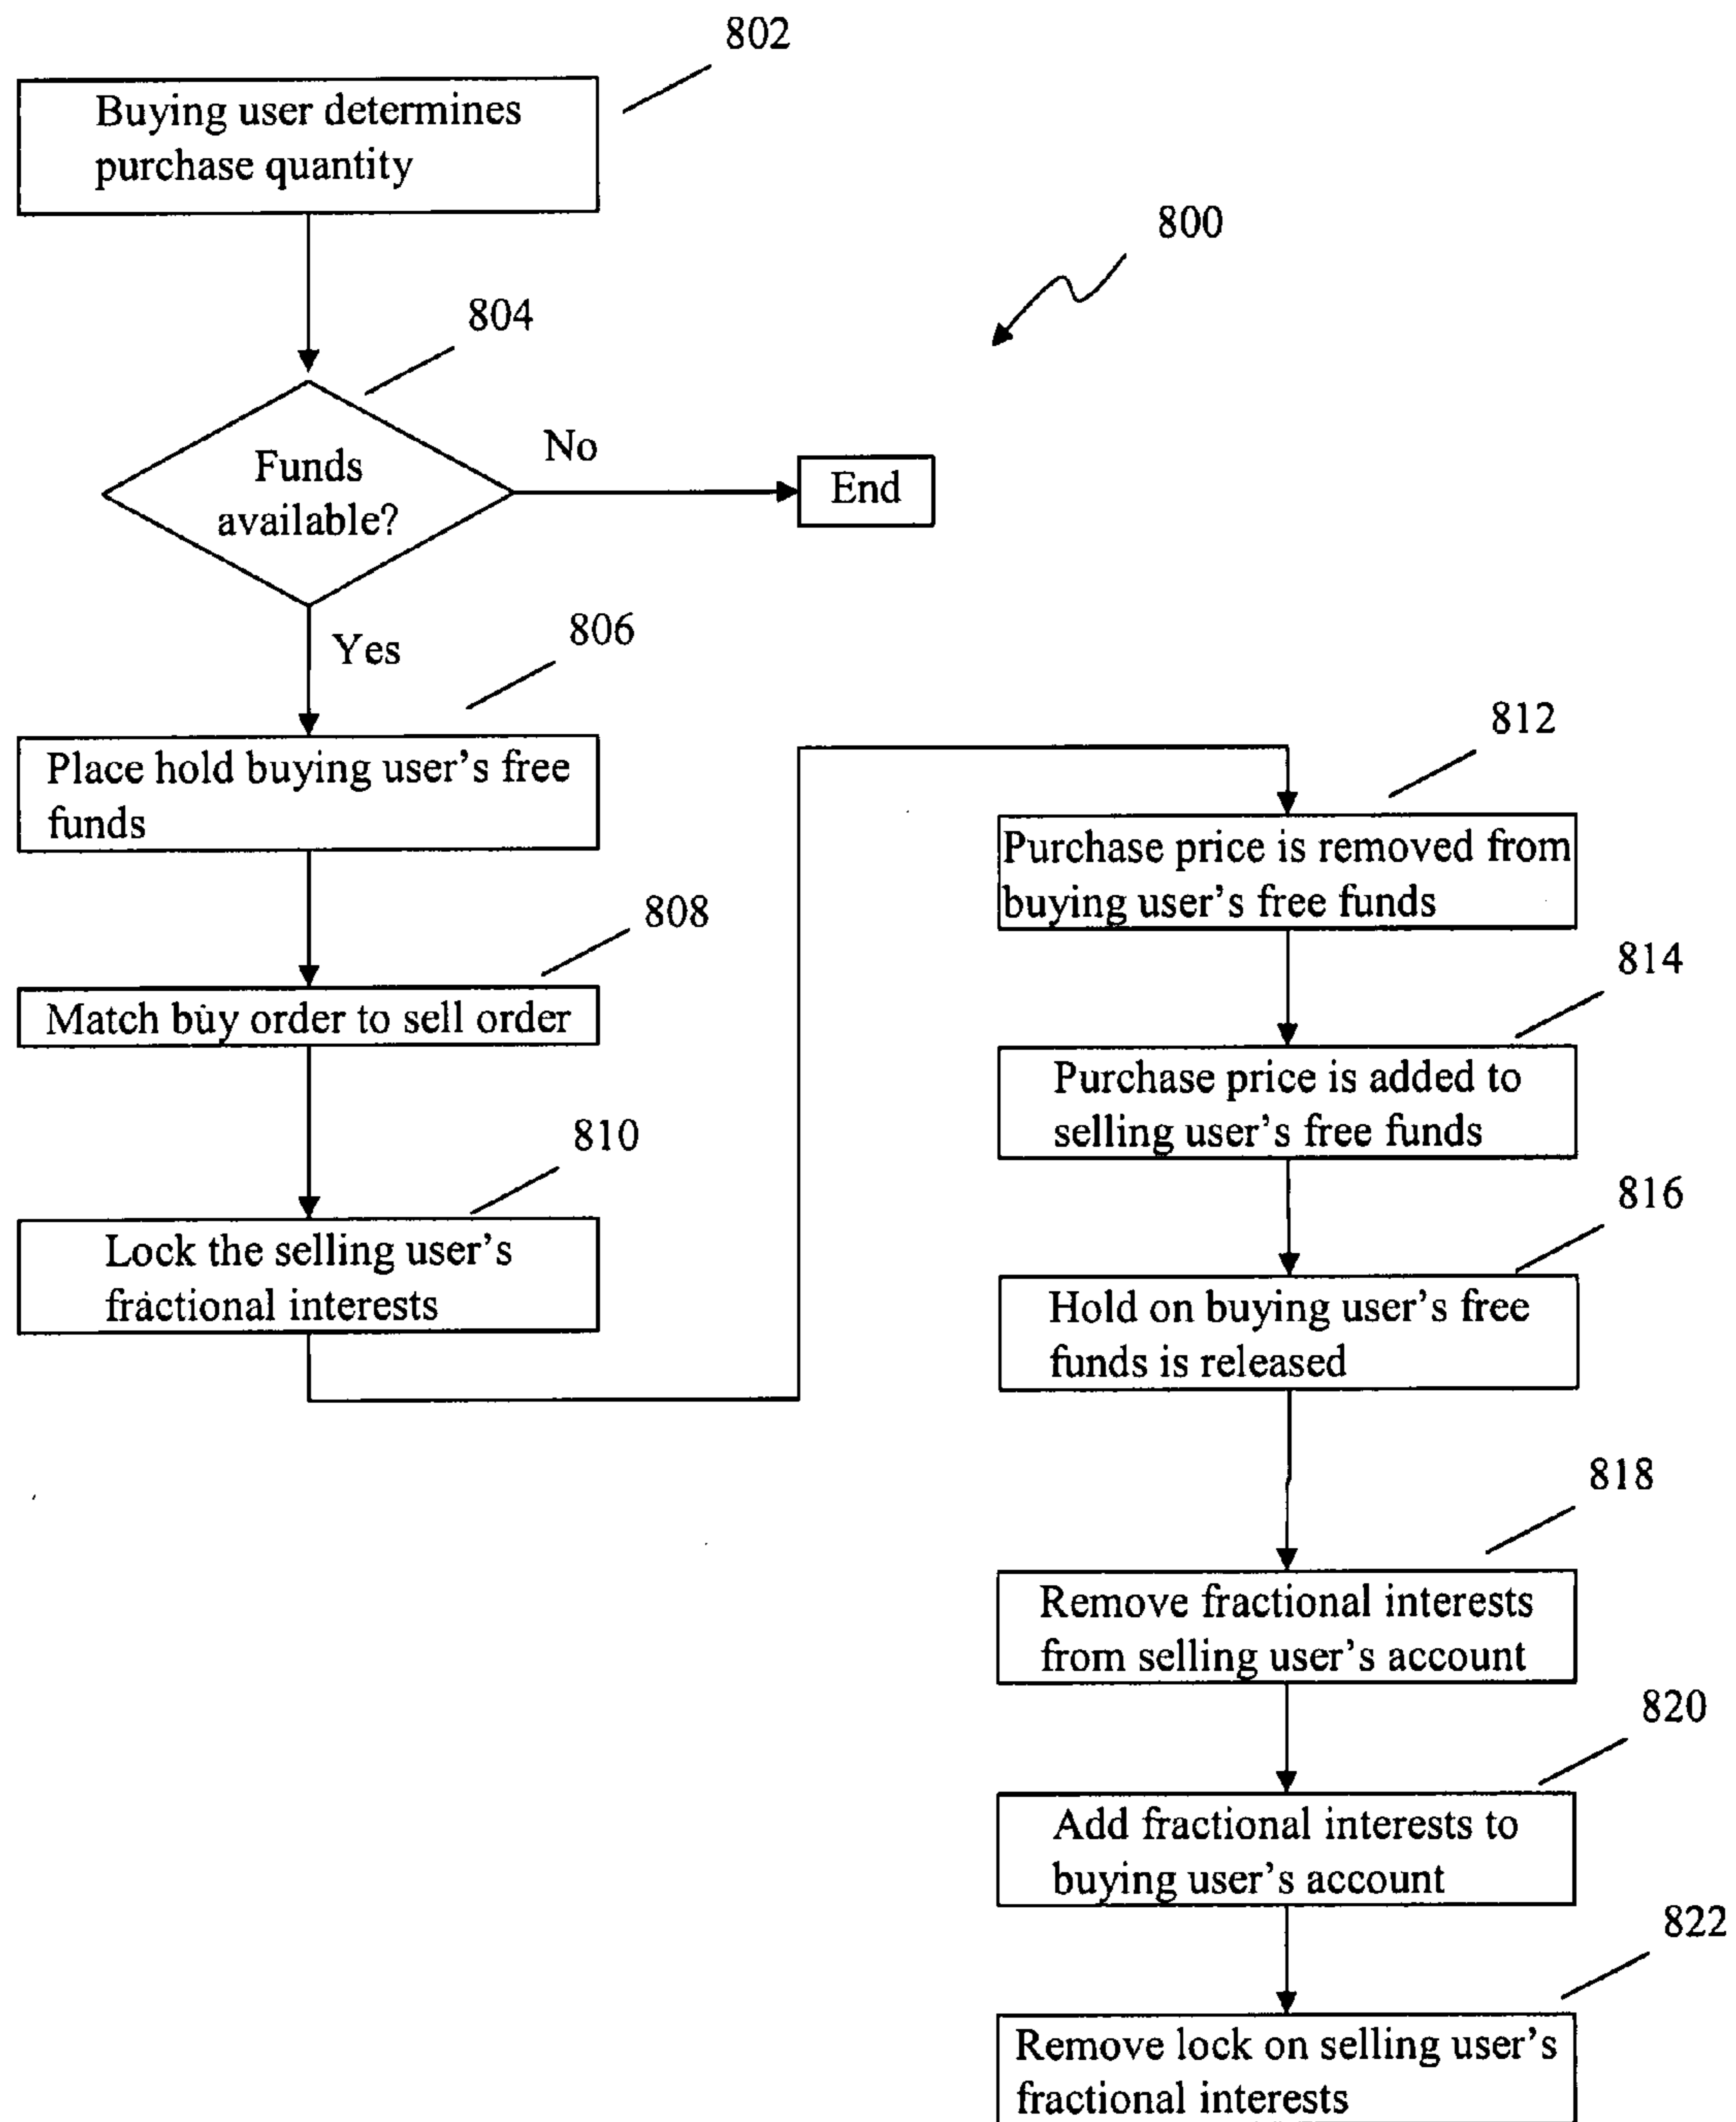 802
Buying user determines
purchase quantity
800
804
Funds
available?
No
End
Yes
806
Place hold buying user's free
funds
808
Match buy order to sell order
810
Lock the selling user's
fractional interests
812
Purchase price is removed from
buying user's free funds
814
Purchase price is added to
selling user's free funds
816
Hold on buying user's free
funds is released
818
Remove fractional interests
from selling user's account
820
Add fractional interests to
buying user's account
822
Remove lock on selling user's
fractional interests